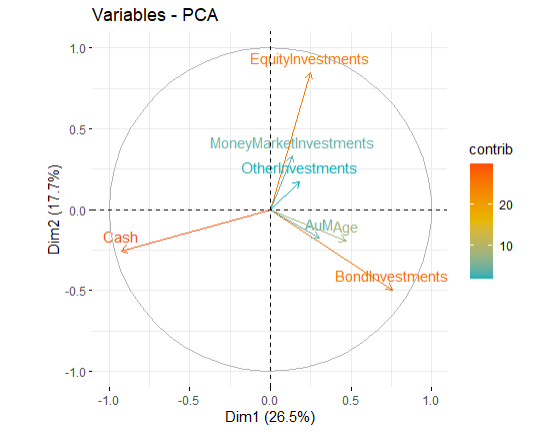 Variables - PCA
1.0
EquityInvestments
0.5
MoneyMarketInvestments
OtherInvestments
0.0
AuM
Age
Cash
BondInvestments
-0.5
-1.0
Dim2 (17.7%)
-1.0 -0.5 0.0 0.5 1.0
Dim1 (26.5%)
contrib
20
10